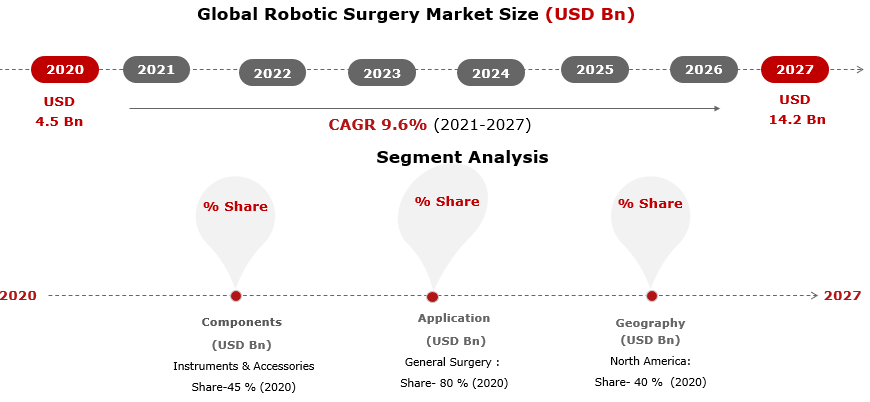 Global Robotic Surgery Market Size (USD Bn)
2020 2021 2022 2023 2024 2025 2026 2027
USD
4.5 Bn
USD
14.2 Bn
CAGR 9.6% (2021-2027)
Segment Analysis
% Share % Share % Share
2020 2027
Components
(USD Bn)
Instruments & Accessories
Share-45 % (2020)
Application
(USD Bn)
General Surgery :
Share- 80 % (2020)
Geography
(USD Bn)
North America:
Share- 40 % (2020)